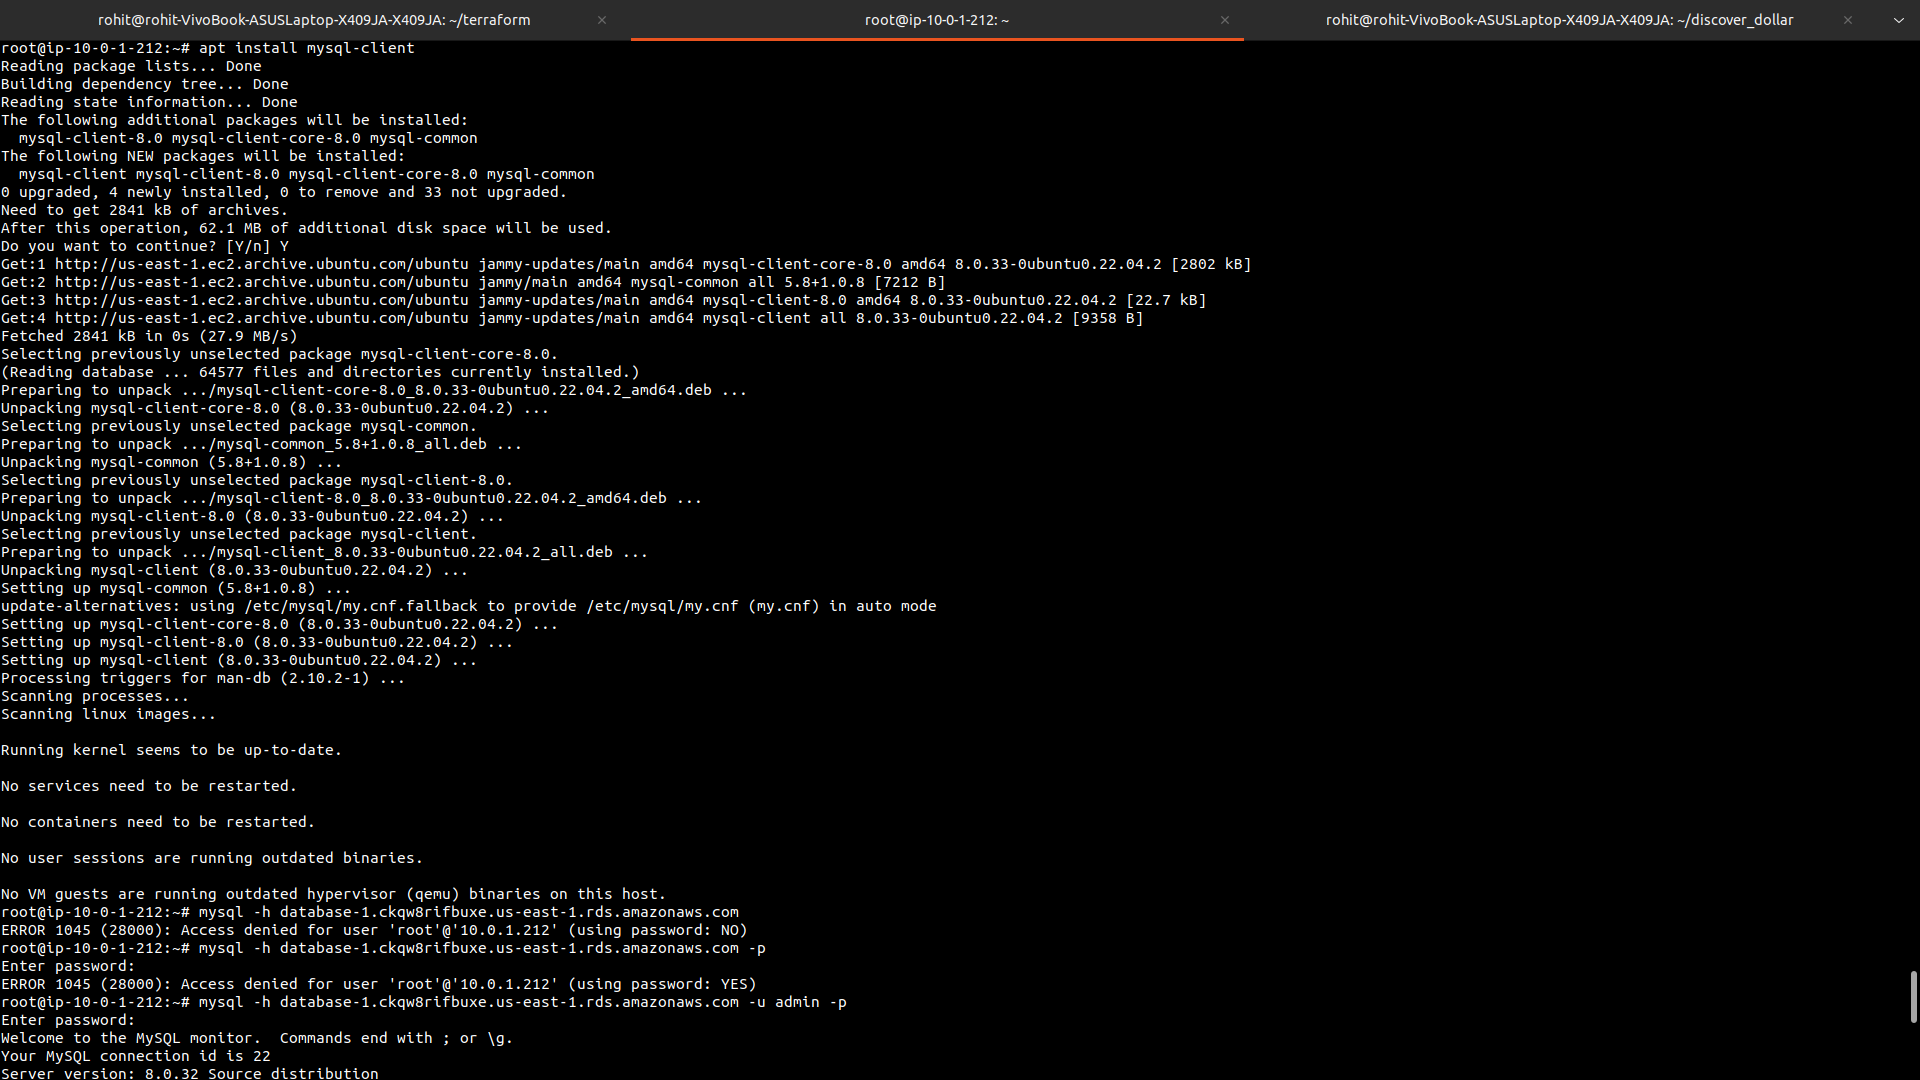 rohit@rohit-VivoBook-ASUSLaptop-X409JA-X409JA: ~/terraform
root@ip-10-0-1-212: ~
rohit@rohit-VivoBook-ASUSLaptop-X409JA-X409JA: ~/discover_dollar
root@ip-10-0-1-212:~# apt install mysql-client
Reading package lists... Done
Building dependency tree... Done
Reading state information... Done
The following additional packages will be installed:
  mysql-client-8.0 mysql-client-core-8.0 mysql-common
The following NEW packages will be installed:
  mysql-client mysql-client-8.0 mysql-client-core-8.0 mysql-common
0 upgraded, 4 newly installed, 0 to remove and 33 not upgraded.
Need to get 2841 kB of archives.
After this operation, 62.1 MB of additional disk space will be used.
Do you want to continue? [Y/n] Y
Get:1 http://us-east-1.ec2.archive.ubuntu.com/ubuntu jammy-updates/main amd64 mysql-client-core-8.0 amd64 8.0.33-0ubuntu0.22.04.2 [2802 kB]
Get:2 http://us-east-1.ec2.archive.ubuntu.com/ubuntu jammy/main amd64 mysql-common all 5.8+1.0.8 [7212 B]
Get:3 http://us-east-1.ec2.archive.ubuntu.com/ubuntu jammy-updates/main amd64 mysql-client-8.0 amd64 8.0.33-0ubuntu0.22.04.2 [22.7 kB]
Get:4 http://us-east-1.ec2.archive.ubuntu.com/ubuntu jammy-updates/main amd64 mysql-client all 8.0.33-0ubuntu0.22.04.2 [9358 B]
Fetched 2841 kB in 0s (27.9 MB/s)
Selecting previously unselected package mysql-client-core-8.0.
(Reading database ... 64577 files and directories currently installed.)
Preparing to unpack .../mysql-client-core-8.0_8.0.33-0ubuntu0.22.04.2_amd64.deb ...
Unpacking mysql-client-core-8.0 (8.0.33-0ubuntu0.22.04.2) ...
Selecting previously unselected package mysql-common.
Preparing to unpack .../mysql-common_5.8+1.0.8_all.deb ...
Unpacking mysql-common (5.8+1.0.8) ...
Selecting previously unselected package mysql-client-8.0.
Preparing to unpack .../mysql-client-8.0_8.0.33-0ubuntu0.22.04.2_amd64.deb ...
Unpacking mysql-client-8.0 (8.0.33-0ubuntu0.22.04.2) ...
Selecting previously unselected package mysql-client.
Preparing to unpack .../mysql-client_8.0.33-0ubuntu0.22.04.2_all.deb ...
Unpacking mysql-client (8.0.33-0ubuntu0.22.04.2) ...
Setting up mysql-common (5.8+1.0.8) ...
update-alternatives: using /etc/mysql/my.cnf.fallback to provide /etc/mysql/my.cnf (my.cnf) in auto mode
Setting up mysql-client-core-8.0 (8.0.33-0ubuntu0.22.04.2) ...
Setting up mysql-client-8.0 (8.0.33-0ubuntu0.22.04.2) ...
Setting up mysql-client (8.0.33-0ubuntu0.22.04.2) ...
Processing triggers for man-db (2.10.2-1) ...
Scanning processes...
Scanning linux images...
Running kernel seems to be up-to-date.
No services need to be restarted.
No containers need to be restarted.
No user sessions are running outdated binaries.
No VM guests are running outdated hypervisor (qemu) binaries on this host.
root@ip-10-0-1-212:~# mysql -h database-1.ckqw8rifbuxe.us-east-1.rds.amazonaws.com
ERROR 1045 (28000): Access denied for user 'root'@'10.0.1.212' (using password: NO)
root@ip-10-0-1-212:~# mysql -h database-1.ckqw8rifbuxe.us-east-1.rds.amazonaws.com -p
Enter password:
ERROR 1045 (28000): Access denied for user 'root'@'10.0.1.212' (using password: YES)
root@ip-10-0-1-212:~# mysql -h database-1.ckqw8rifbuxe.us-east-1.rds.amazonaws.com -u admin -p
Enter password:
Welcome to the MySQL monitor.  Commands end with ; or \g.
Your MySQL connection id is 22
Server version: 8.0.32 Source distribution